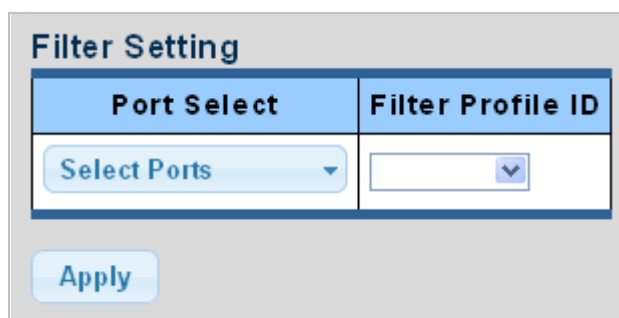 Filter Setting
Port Select Filter Profile ID
Select Ports
Apply